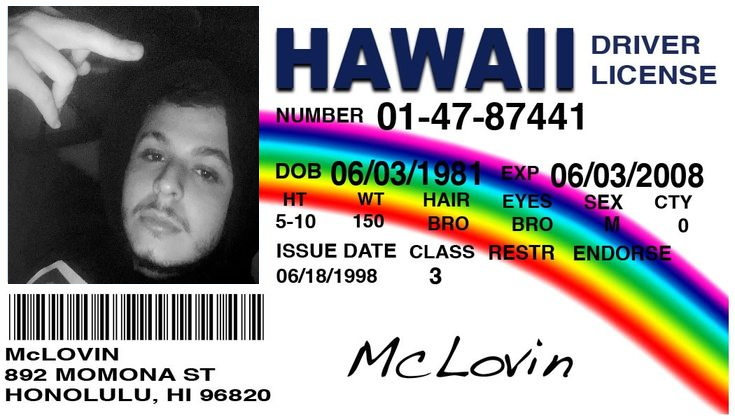 HAWAII DRIVER LICENSE
NUMBER 01-47-87441
DOB 06/03/1981 EXP 06/03/2008
HT WT HAIR EYES SEX CTY
5-10 150 BRO BRO M 0
ISSUE DATE CLASS RESTR ENDORSE
06/18/1998 3
McLovin
McLOVIN
892 MOMONA ST
HONOLULU, HI 96820